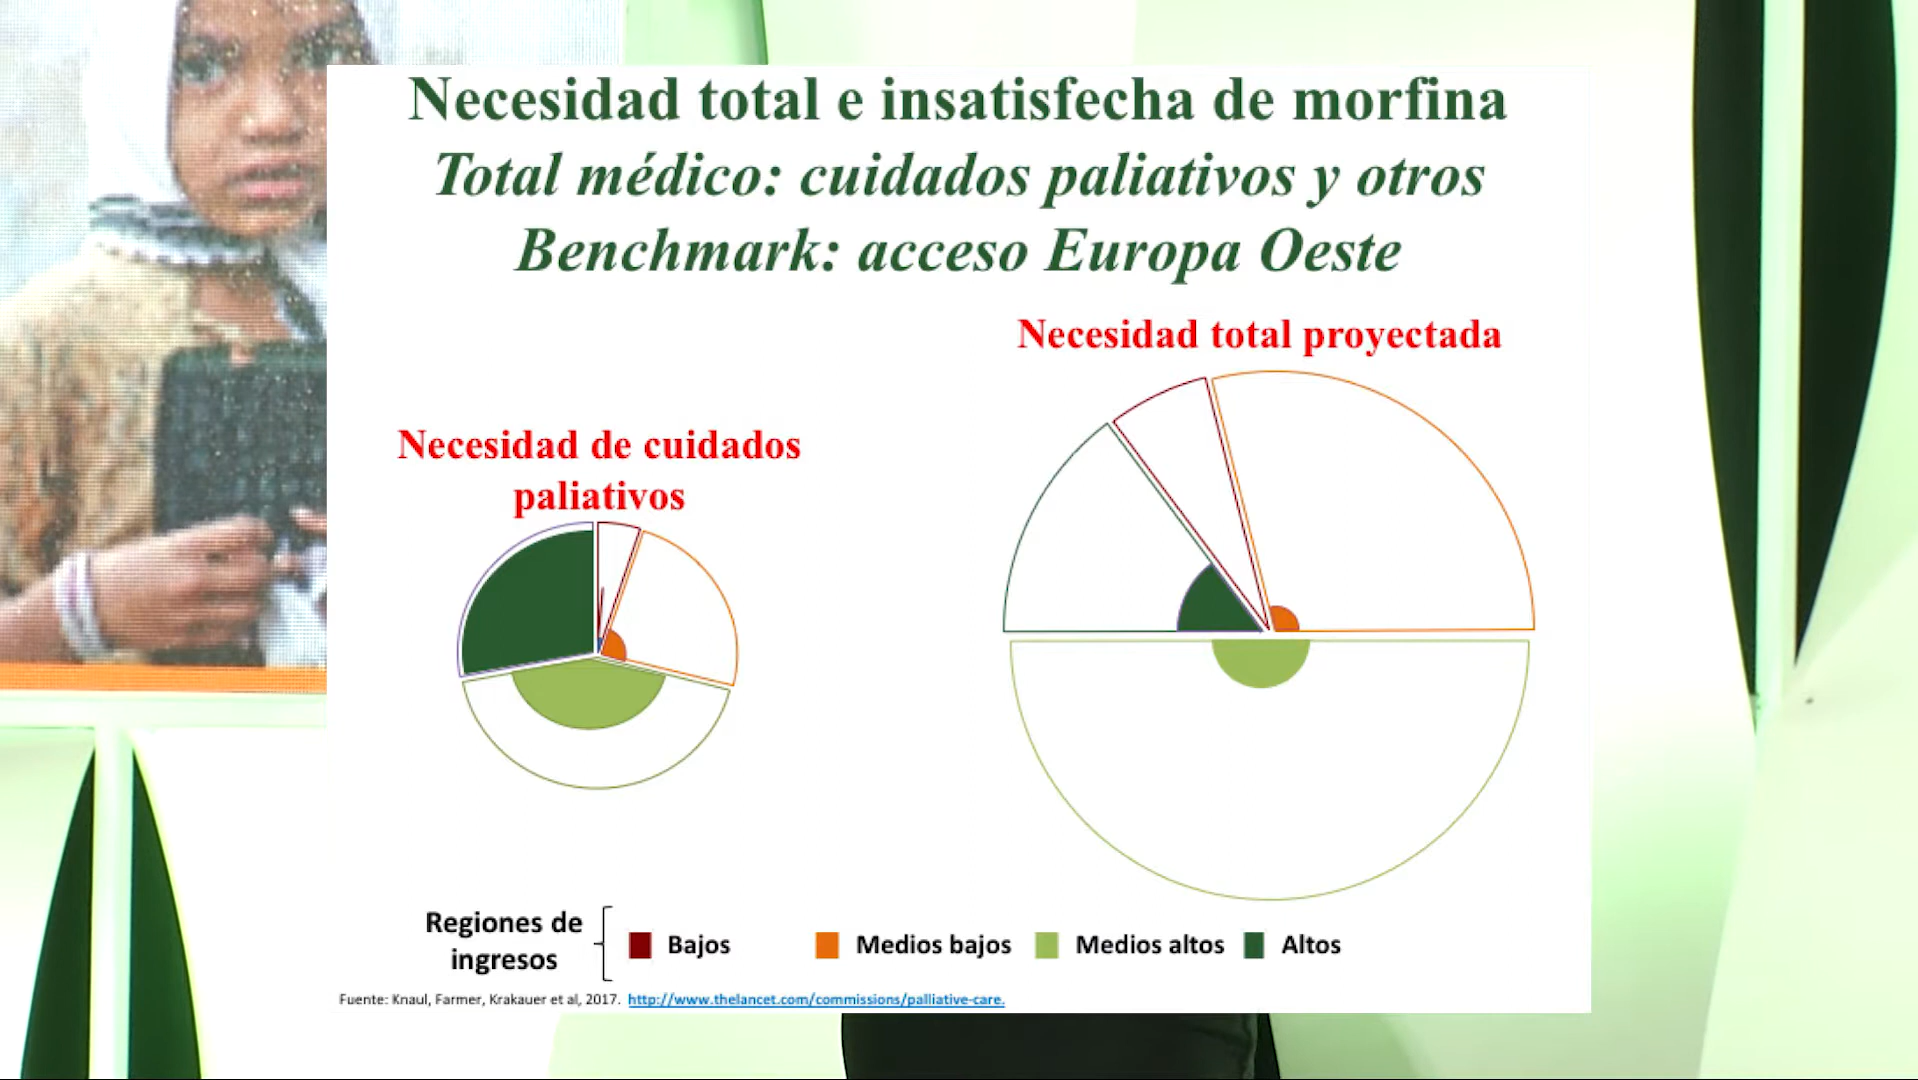 Necesidad total e insatisfecha de morfina
Total médico: cuidados paliativos y otros
Benchmark: acceso Europa Oeste
Necesidad total proyectada
Necesidad de cuidados
paliativos
Regiones de
ingresos
Bajos
Medios bajos
Medios altos
Altos
Fuente: Knaul, Farmer, Krakauer et al, 2017. http://www.thelancet.com/commissions/palliative-care.